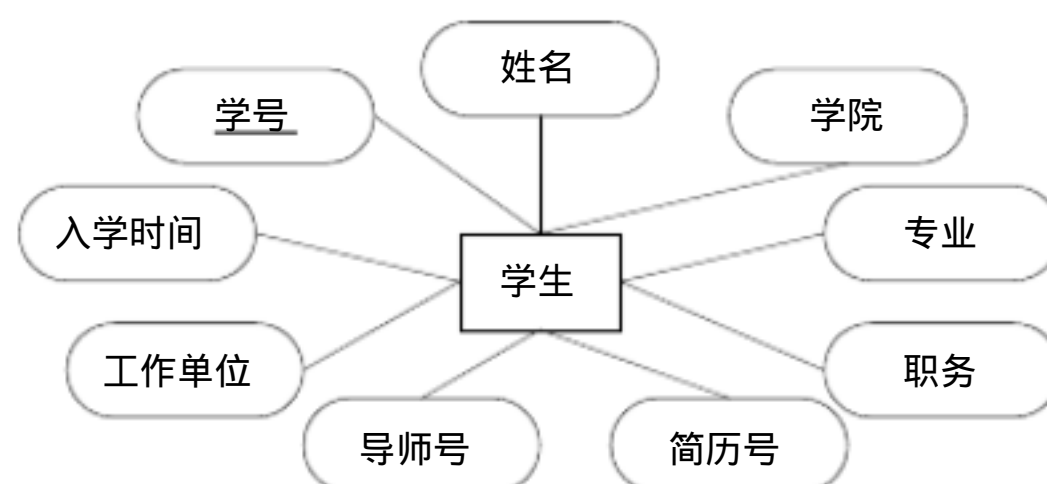 姓名
学号
学院
入学时间
专业
学生
工作单位
职务
导师号
简历号